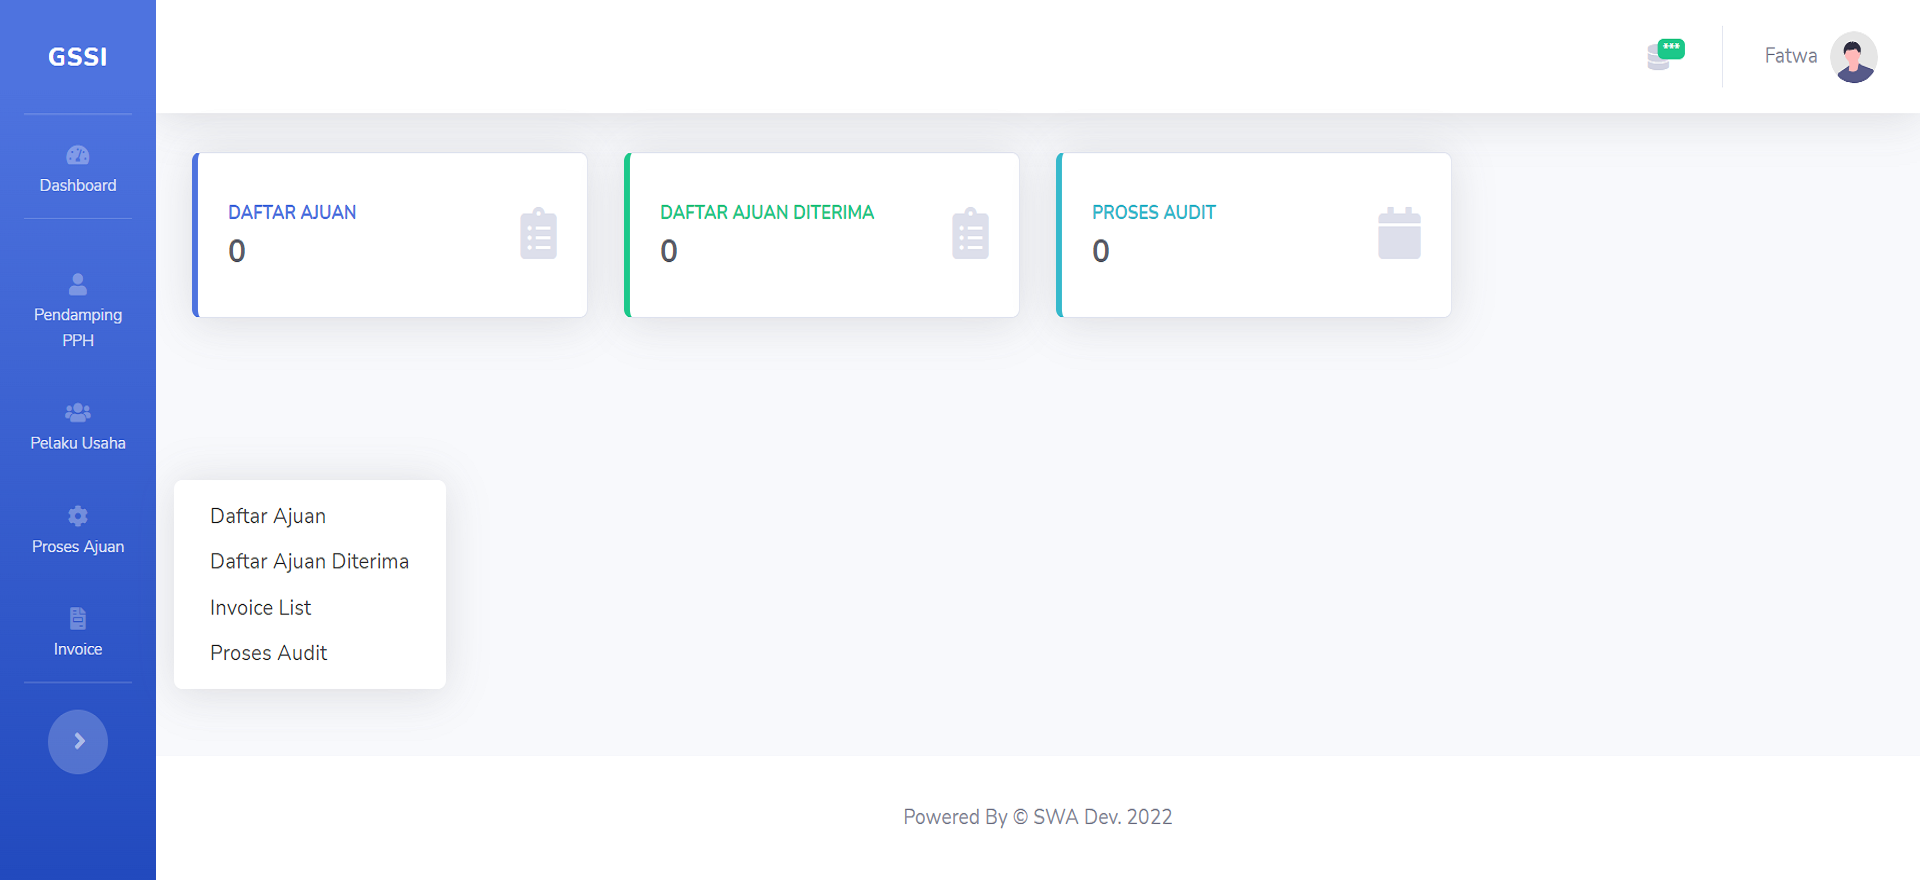 GSSI
***
Fatwa
Dashboard
Pendamping
PPH
Pelaku Usaha
Proses Ajuan
Invoice
DAFTAR AJUAN
0
DAFTAR AJUAN DITERIMA
0
PROSES AUDIT
0
Daftar Ajuan
Daftar Ajuan Diterima
Invoice List
Proses Audit
Powered By © SWA Dev. 2022